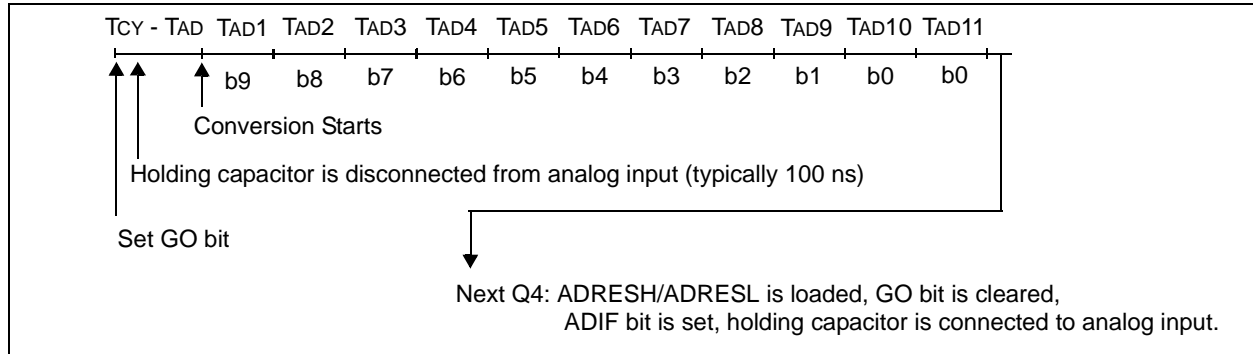 TCY - TAD TAD1 TAD2 TAD3 TAD4 TAD5 TAD6 TAD7 TAD8 TAD9 TAD10 TAD11
b9 b8 b7 b6 b5 b4 b3 b2 b1 b0 b0
Conversion Starts
Holding capacitor is disconnected from analog input (typically 100 ns)
Set GO bit
Next Q4: ADRESH/ADRESL is loaded, GO bit is cleared,
ADIF bit is set, holding capacitor is connected to analog input.